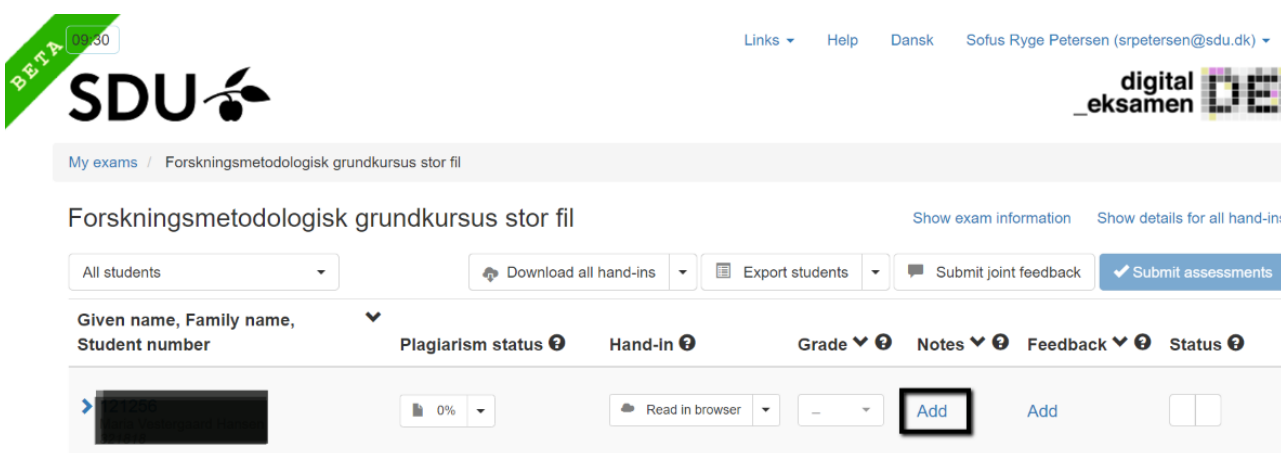 BETA
09:30
Links Help Dansk Sofus Ryge Petersen (srpetersen@sdu.dk)
SDU
digital
_eksamen DE
My exams / Forskningsmetodologisk grundkursus stor fil
Forskningsmetodologisk grundkursus stor fil
Show exam information Show details for all hand-ins
All students Download all hand-ins Export students Submit joint feedback Submit assessments
Given name, Family name,
Student number
Plagiarism status ? Hand-in ? Grade ? Notes ? Feedback ? Status ?
0% Read in browser – Add Add